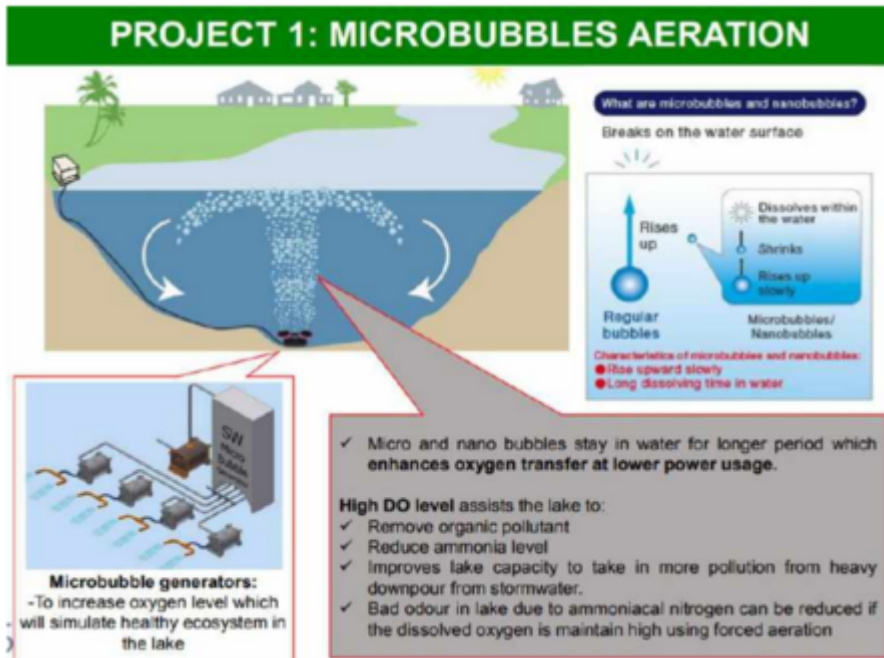 PROJECT 1: MICROBUBBLES AERATION
What are microbubbles and nanobubbles?
Breaks on the water surface
Rises
up
Regular
bubbles
Dissolves within
the water
Shrinks
Rises up
slowly
Microbubbles/
Nanobubbles
Characteristics of microbubbles and nanobubbles:
●Rise upward slowly
●Long dissolving time in water
SW
Micro
Bubble
Microbubble generators:
-To increase oxygen level which
will simulate healthy ecosystem in
the lake
✓ Micro and nano bubbles stay in water for longer period which
enhances oxygen transfer at lower power usage.
High DO level assists the lake to:
✓ Remove organic pollutant
✓ Reduce ammonia level
✓ Improves lake capacity to take in more pollution from heavy
downpour from stormwater.
✓ Bad odour in lake due to ammoniacal nitrogen can be reduced if
the dissolved oxygen is maintain high using forced aeration